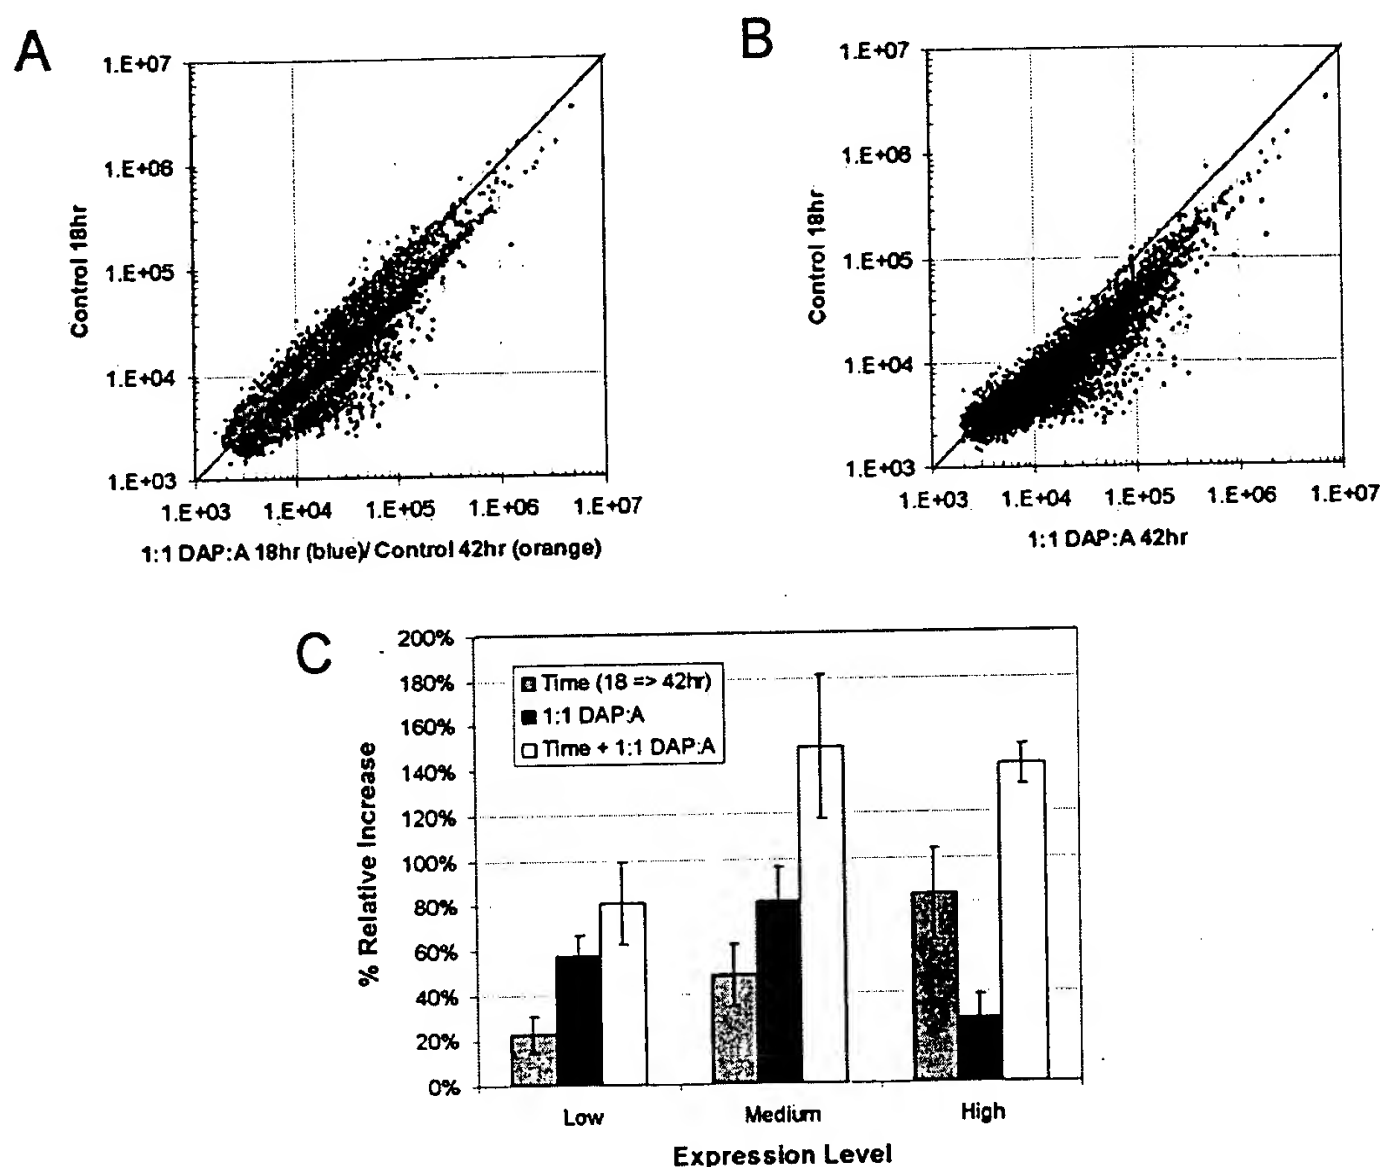 A
1.E+07
1.E+06
1.E+05
1.E+04
1.E+03
Control 18hr
1.E+03 1.E+04 1.E+05 1.E+06 1.E+07
1:1 DAP:A 18hr (blue)/ Control 42hr (orange)
B
1.E+07
1.E+06
1.E+05
1.E+04
1.E+03
Control 18hr
1.E+03 1.E+04 1.E+05 1.E+06 1.E+07
1:1 DAP:A 42hr
C
200%
180%
160%
140%
120%
100%
80%
60%
40%
20%
0%
% Relative Increase
Time (18 => 42hr)
1:1 DAP:A
Time + 1:1 DAP:A
Low Medium High
Expression Level